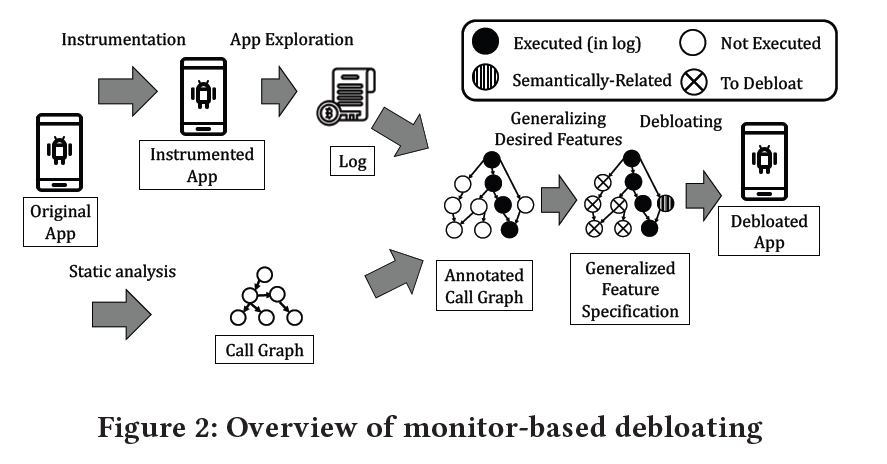 Instrumentation
App Exploration
Executed (in log)
Not Executed
Semantically-Related
To Debloat
Instrumented
App
Log
Original
App
Generalizing
Desired Features
Debloating
Annotated
Call Graph
Generalized
Feature
Specification
Debloated
App
Static analysis
Call Graph
Figure 2: Overview of monitor-based debloating